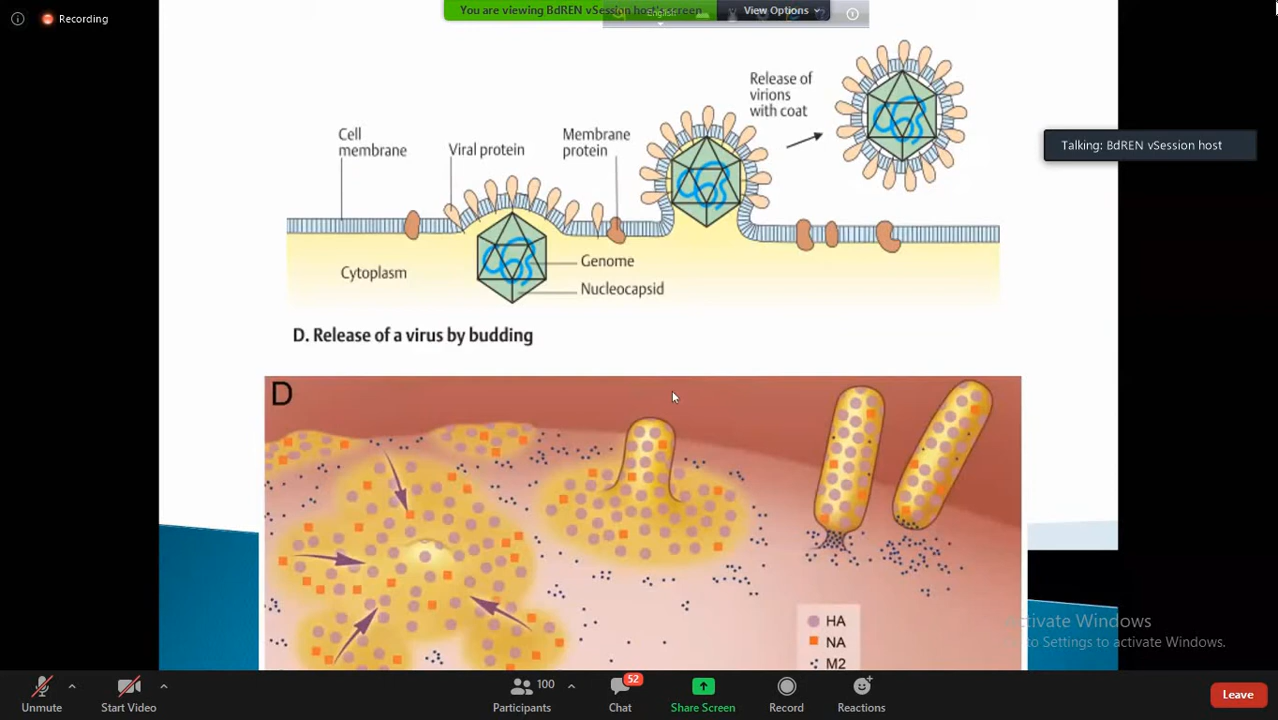 Recording
You are viewing BdREN vSession host's screen
English
View Options
Release of
virions
with coat
Cell
membrane
Viral protein
Membrane
protein
Talking: BdREN vSession host
Cytoplasm
Genome
Nucleocapsid
D. Release of a virus by budding
D
HA
NA
M2
Activate Windows
to Settings to activate Windows.
Unmute
Start Video
Participants
100
Chat
52
Share Screen
Record
Reactions
Leave